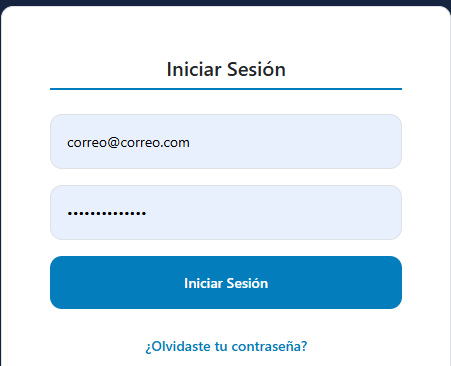 Iniciar Sesión
correo@correo.com
••••••••••••••
Iniciar Sesión
¿Olvidaste tu contraseña?